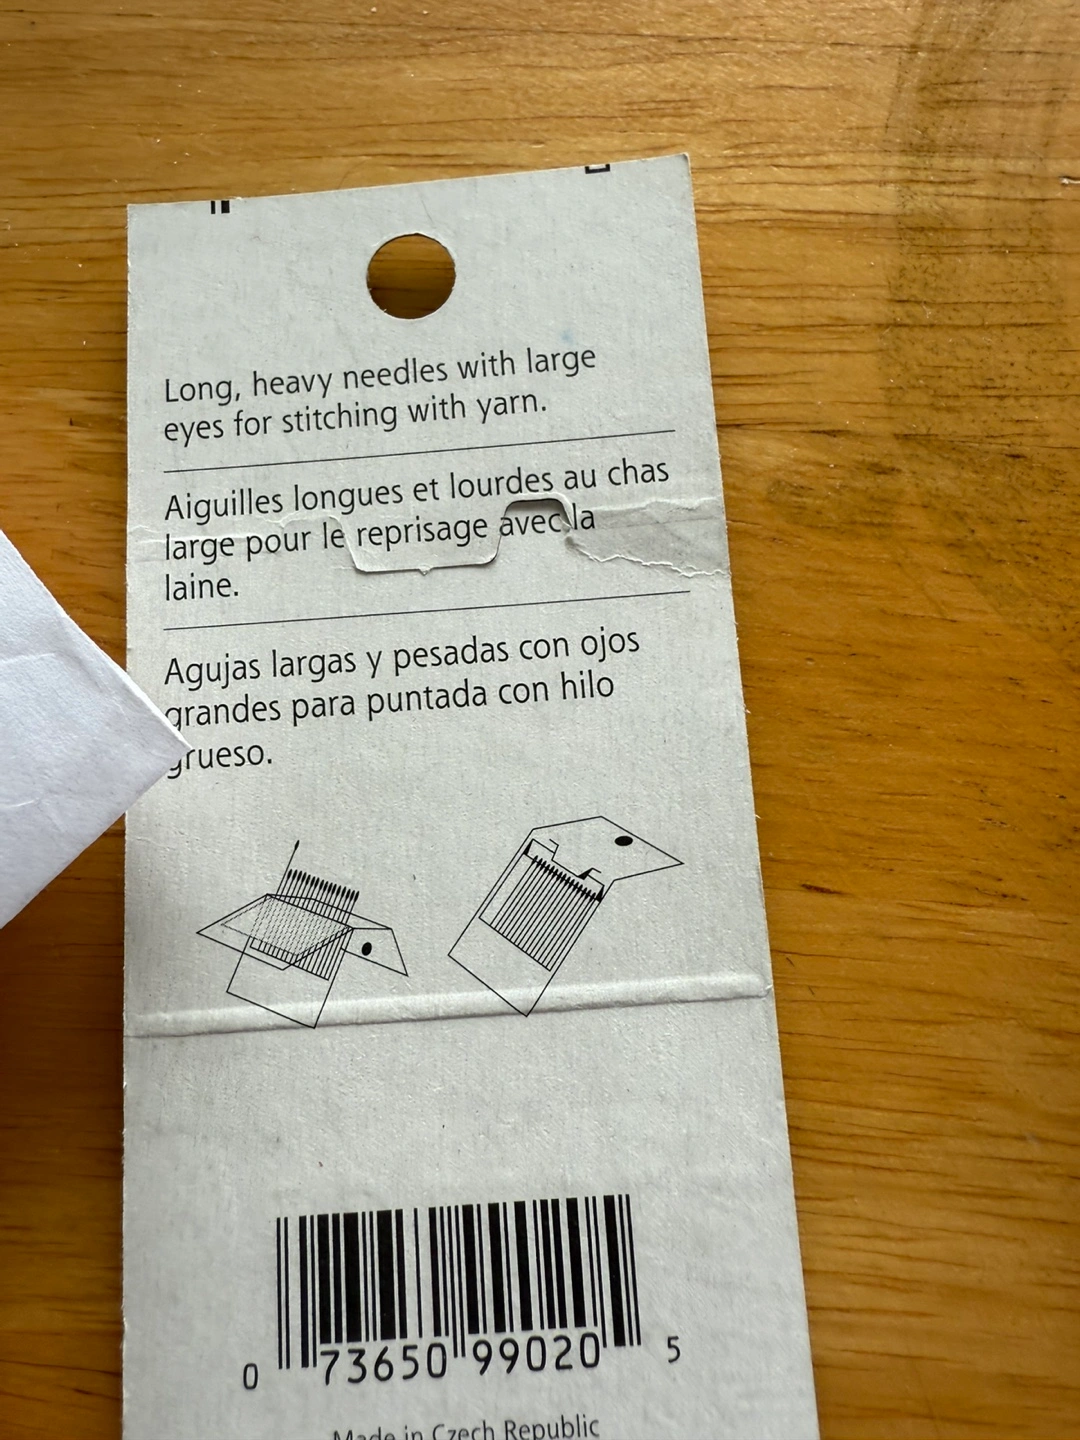 Long, heavy needles with large
eyes for stitching with yarn.
Aiguilles longues et lourdes au chas
large pour le reprisage avec la
laine.
Agujas largas y pesadas con ojos
grandes para puntada con hilo
grueso.
0 73650 99020 5
Made in Czech Republic